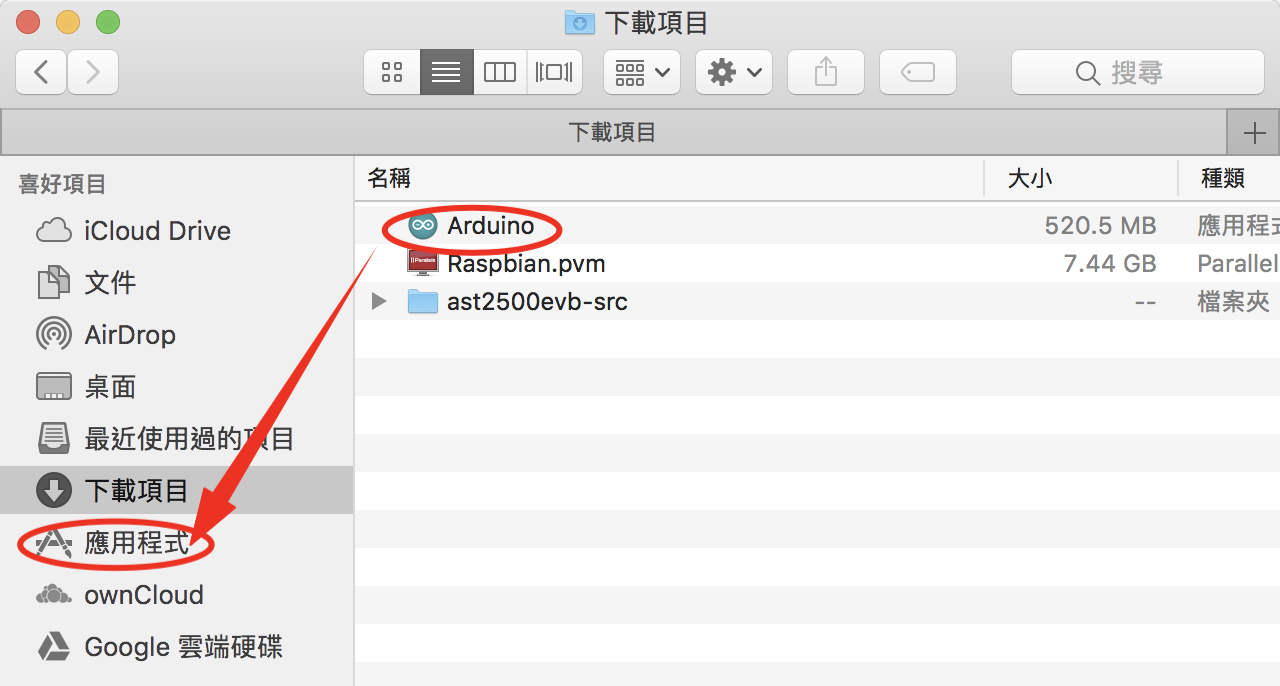 下載項目
搜尋
下載項目
喜好項目
iCloud Drive
文件
AirDrop
桌面
最近使用過的項目
下載項目
應用程式
ownCloud
Google 雲端硬碟
名稱 大小 種類
Arduino 520.5 MB 應用程式
Raspbian.pvm 7.44 GB Parallel
ast2500evb-src -- 檔案夾